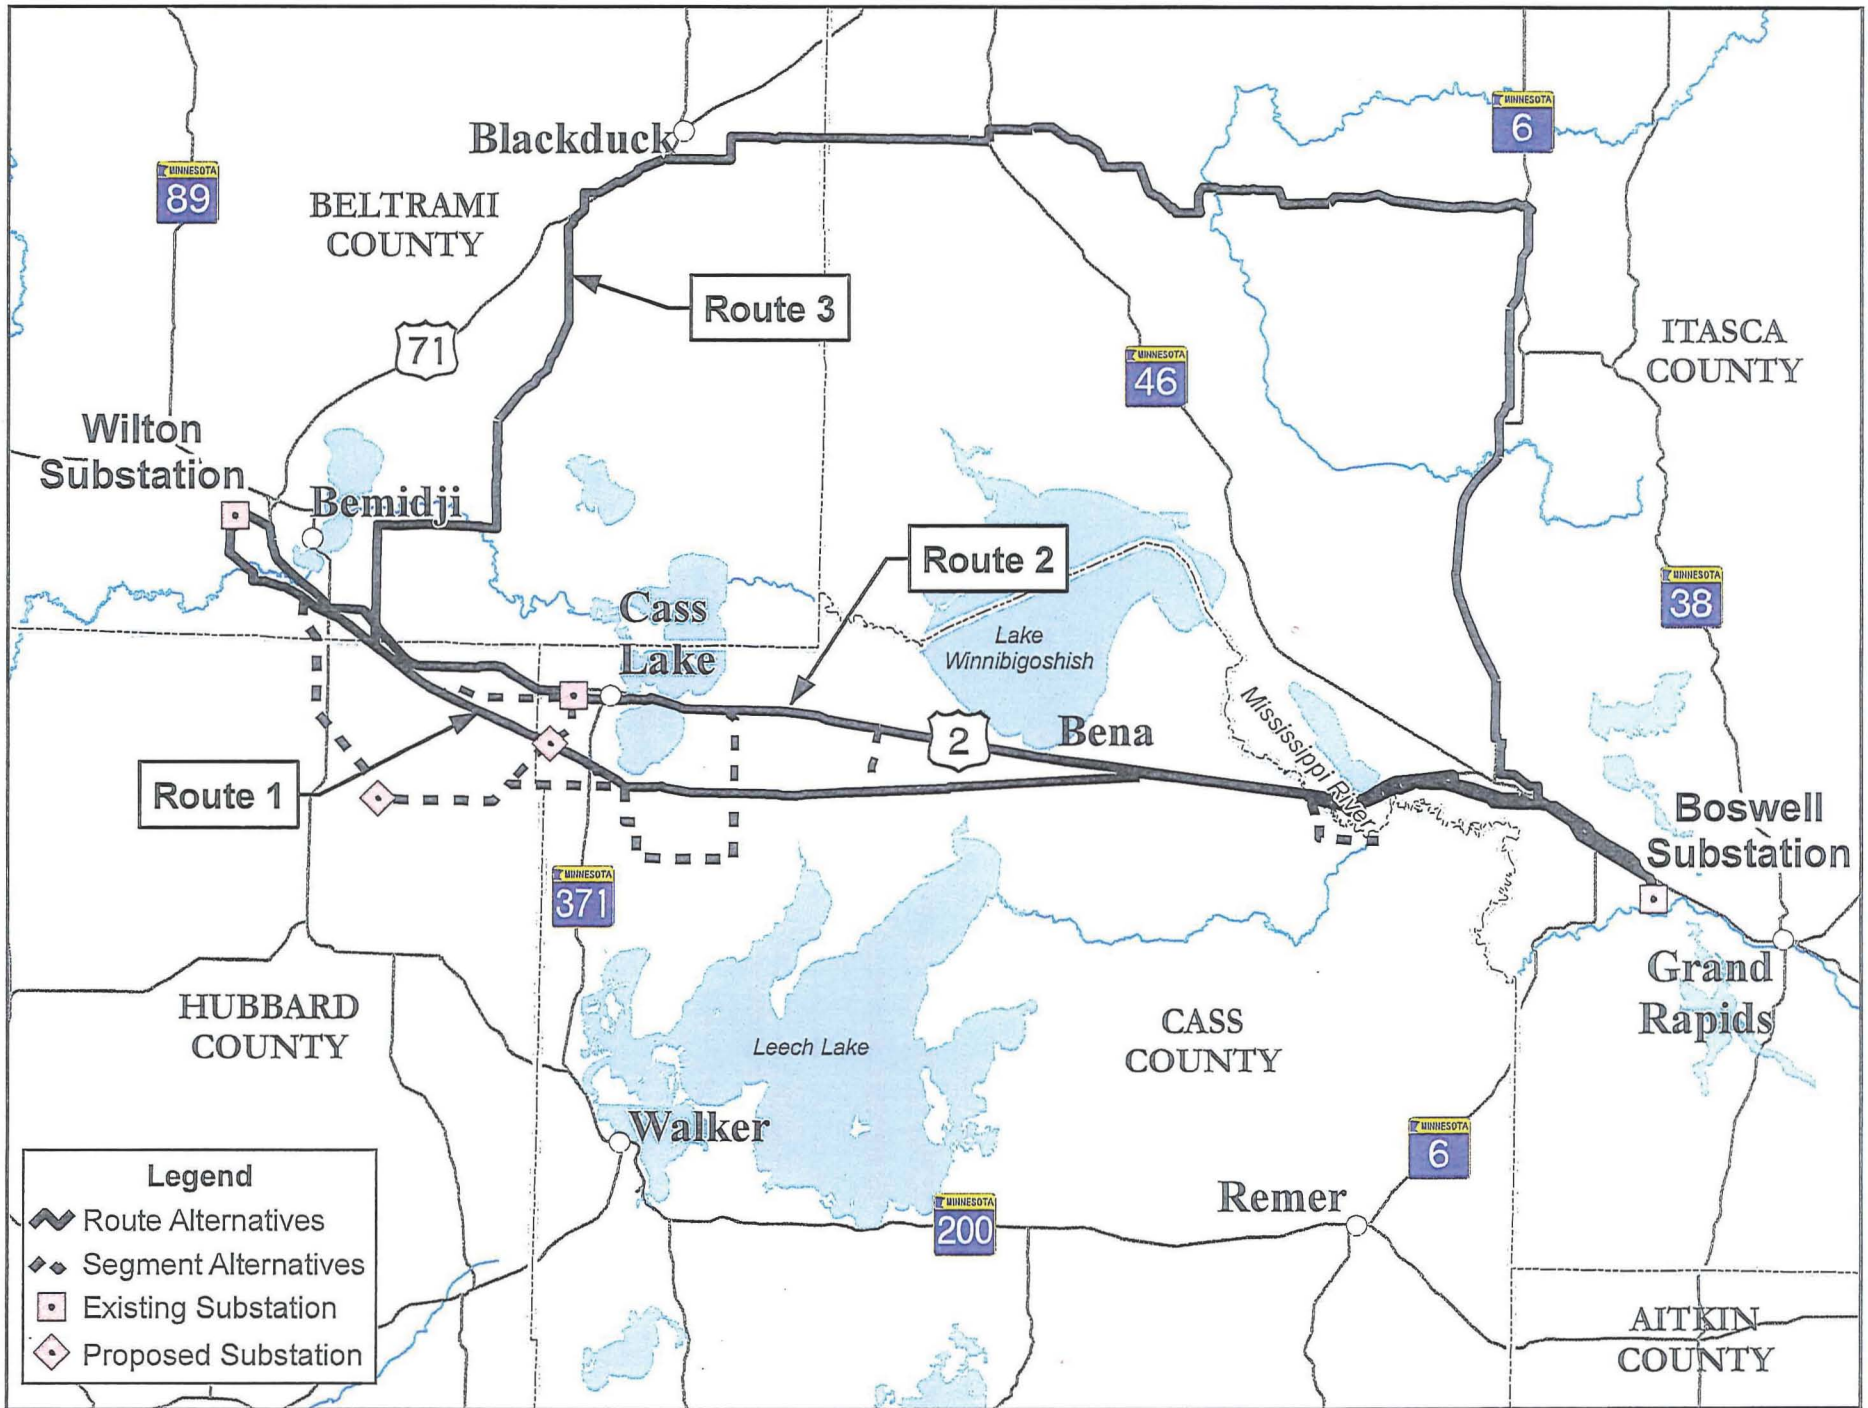 MINNESOTA
6
Blackduck
MINNESOTA
89
BELTRAMI
COUNTY
Route 3
71
ITASCA
COUNTY
MINNESOTA
46
Wilton
Substation
Bemidji
Route 2
Cass
Lake
MINNESOTA
38
Lake
Winnibigoshish
Mississippi River
Bena
2
Route 1
Boswell
Substation
MINNESOTA
371
Grand
Rapids
HUBBARD
COUNTY
CASS
COUNTY
Leech Lake
Walker
MINNESOTA
6
Remer
MINNESOTA
200
Legend
Route Alternatives
Segment Alternatives
Existing Substation
Proposed Substation
AITKIN
COUNTY